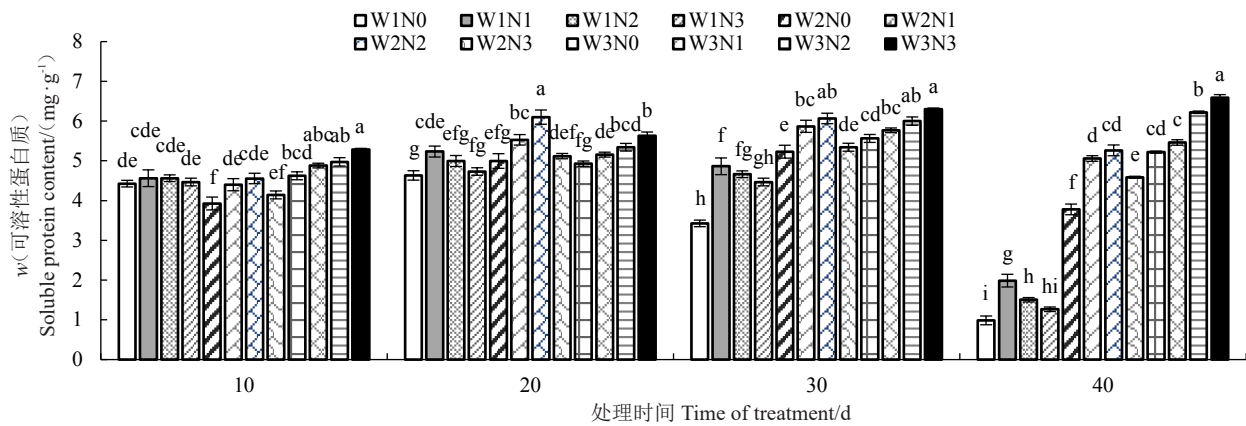 W1N0 W1N1 W1N2 W1N3 W2N0 W2N1
W2N2 W2N3 W3N0 W3N1 W3N2 W3N3
w(可溶性蛋白质)
Soluble protein content/(mg·g⁻¹)
8
7
6
5
4
3
2
1
0
de cde cde de f de cde ef bcd abc ab a
g cde efg fg efg bc a def fg de bcd b
h f fg gh e bc ab de cd bc ab a
i g h hi f d cd e cd c b a
10 20 30 40
处理时间 Time of treatment/d